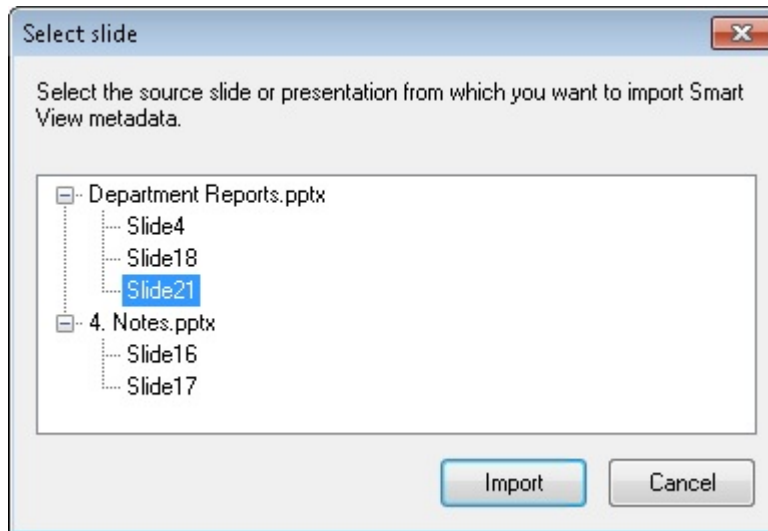 Select slide
Select the source slide or presentation from which you want to import Smart
View metadata.
Department Reports.pptx
Slide4
Slide18
Slide21
4. Notes.pptx
Slide16
Slide17
Import Cancel